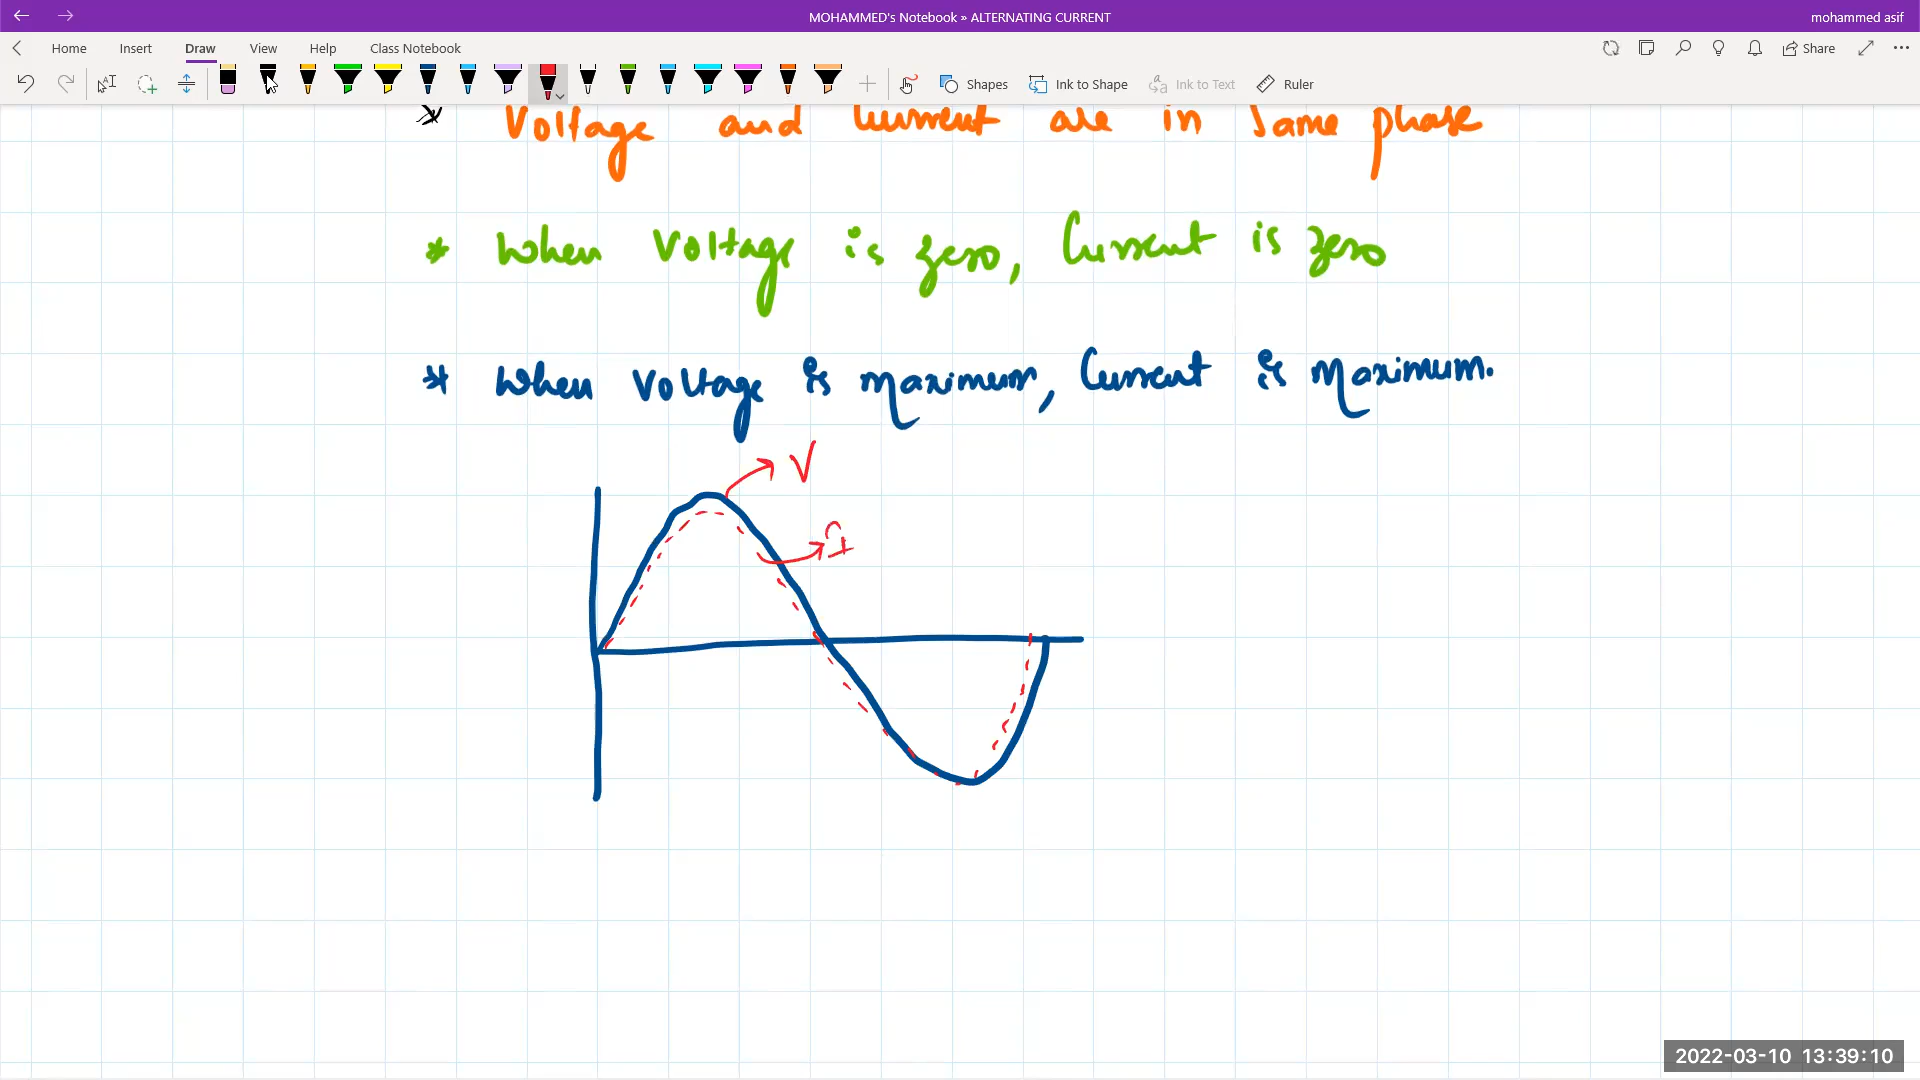 MOHAMMED's Notebook » ALTERNATING CURRENT
mohammed asif
Home Insert Draw View Help Class Notebook
Share
Shapes Ink to Shape Ink to Text Ruler
Voltage and Current are in Same phase
* When Voltage is zero, Current is zero
* When Voltage is maximum, Current is maximum.
V
I
2022-03-10 13:39:10